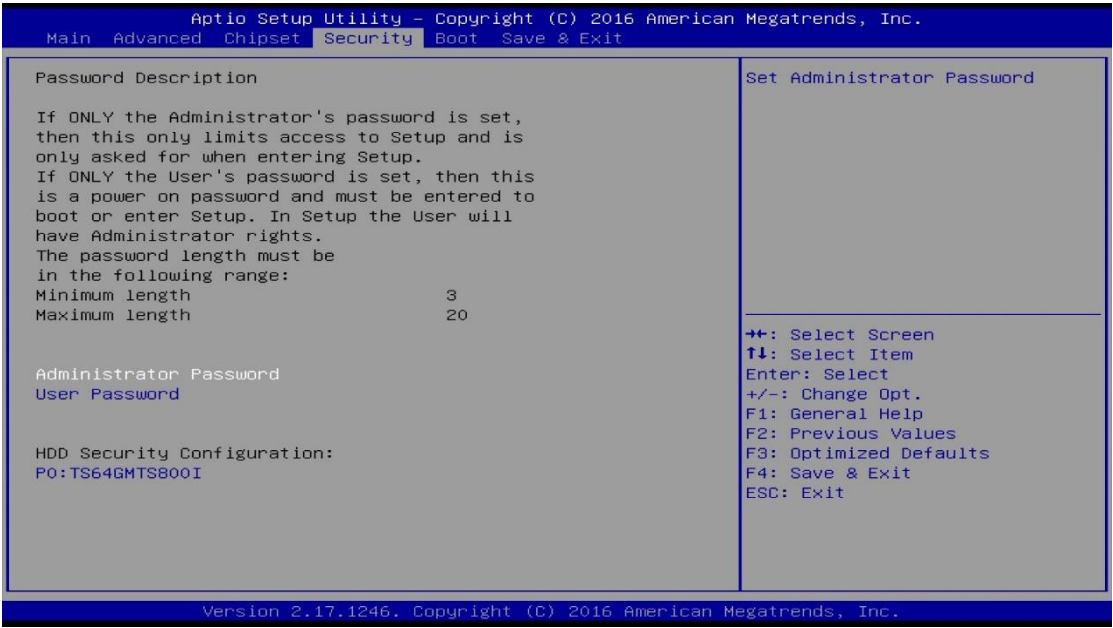 Aptio Setup Utility – Copyright (C) 2016 American Megatrends, Inc.
Main Advanced Chipset Security Boot Save & Exit
Password Description
If ONLY the Administrator's password is set,
then this only limits access to Setup and is
only asked for when entering Setup.
If ONLY the User's password is set, then this
is a power on password and must be entered to
boot or enter Setup. In Setup the User will
have Administrator rights.
The password length must be
in the following range:
Minimum length 3
Maximum length 20
Administrator Password
User Password
HDD Security Configuration:
P0:TS64GMTS800I
Set Administrator Password
→←: Select Screen
↑↓: Select Item
Enter: Select
+/-: Change Opt.
F1: General Help
F2: Previous Values
F3: Optimized Defaults
F4: Save & Exit
ESC: Exit
Version 2.17.1246. Copyright (C) 2016 American Megatrends, Inc.